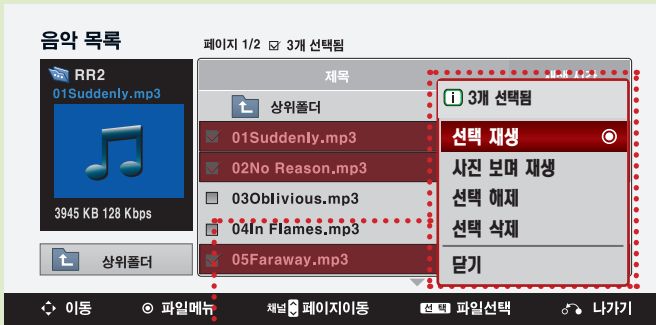 음악 목록
페이지 1/2 ☑ 3개 선택됨
RR2
01Suddenly.mp3
3945 KB 128 Kbps
상위폴더
제목
상위폴더
01Suddenly.mp3
02No Reason.mp3
03Oblivious.mp3
04In Flames.mp3
05Faraway.mp3
i 3개 선택됨
선택 재생
사진 보며 재생
선택 해제
선택 삭제
닫기
이동 파일메뉴 채널 페이지이동 선택 파일선택 나가기